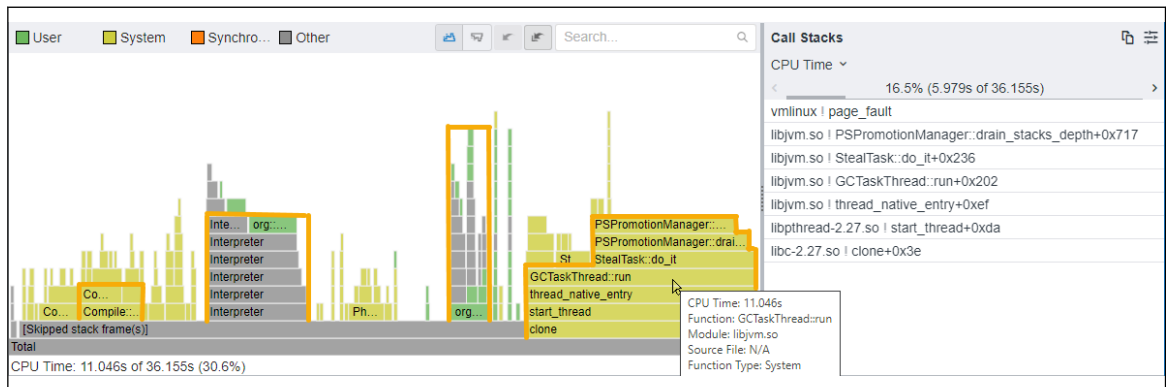 User System Synchro... Other Search...
Call Stacks
CPU Time
16.5% (5.979s of 36.155s)
vmlinux ! page_fault
libjvm.so ! PSPromotionManager::drain_stacks_depth+0x717
libjvm.so ! StealTask::do_it+0x236
libjvm.so ! GCTaskThread::run+0x202
libjvm.so ! thread_native_entry+0xef
libpthread-2.27.so ! start_thread+0xda
libc-2.27.so ! clone+0x3e
Inte... org::... PSPromotionManager::...
Interpreter PSPromotionManager::drai...
Interpreter St... StealTask::do_it
Interpreter GCTaskThread::run
Co... Interpreter thread_native_entry
Co... Compile::... Interpreter Ph... org... start_thread
[Skipped stack frame(s)] clone
Total
CPU Time: 11.046s of 36.155s (30.6%)
CPU Time: 11.046s
Function: GCTaskThread::run
Module: libjvm.so
Source File: N/A
Function Type: System